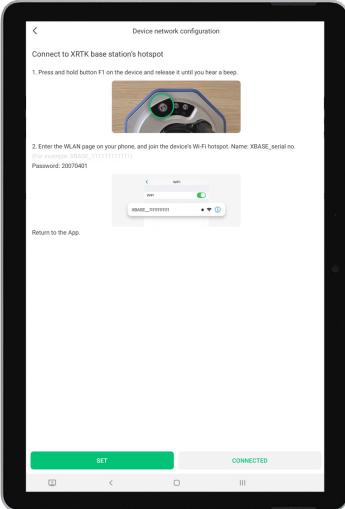 Device network configuration
Connect to XRTK base station's hotspot
1. Press and hold button F1 on the device and release it until you hear a beep.
2. Enter the WLAN page on your phone, and join the device's Wi-Fi hotspot. Name: XBASE_serial no.
(For example: XBASE_1111111111111)
Password: 20070401
WiFi
WiFi
Return to the App.
SET
CONNECTED